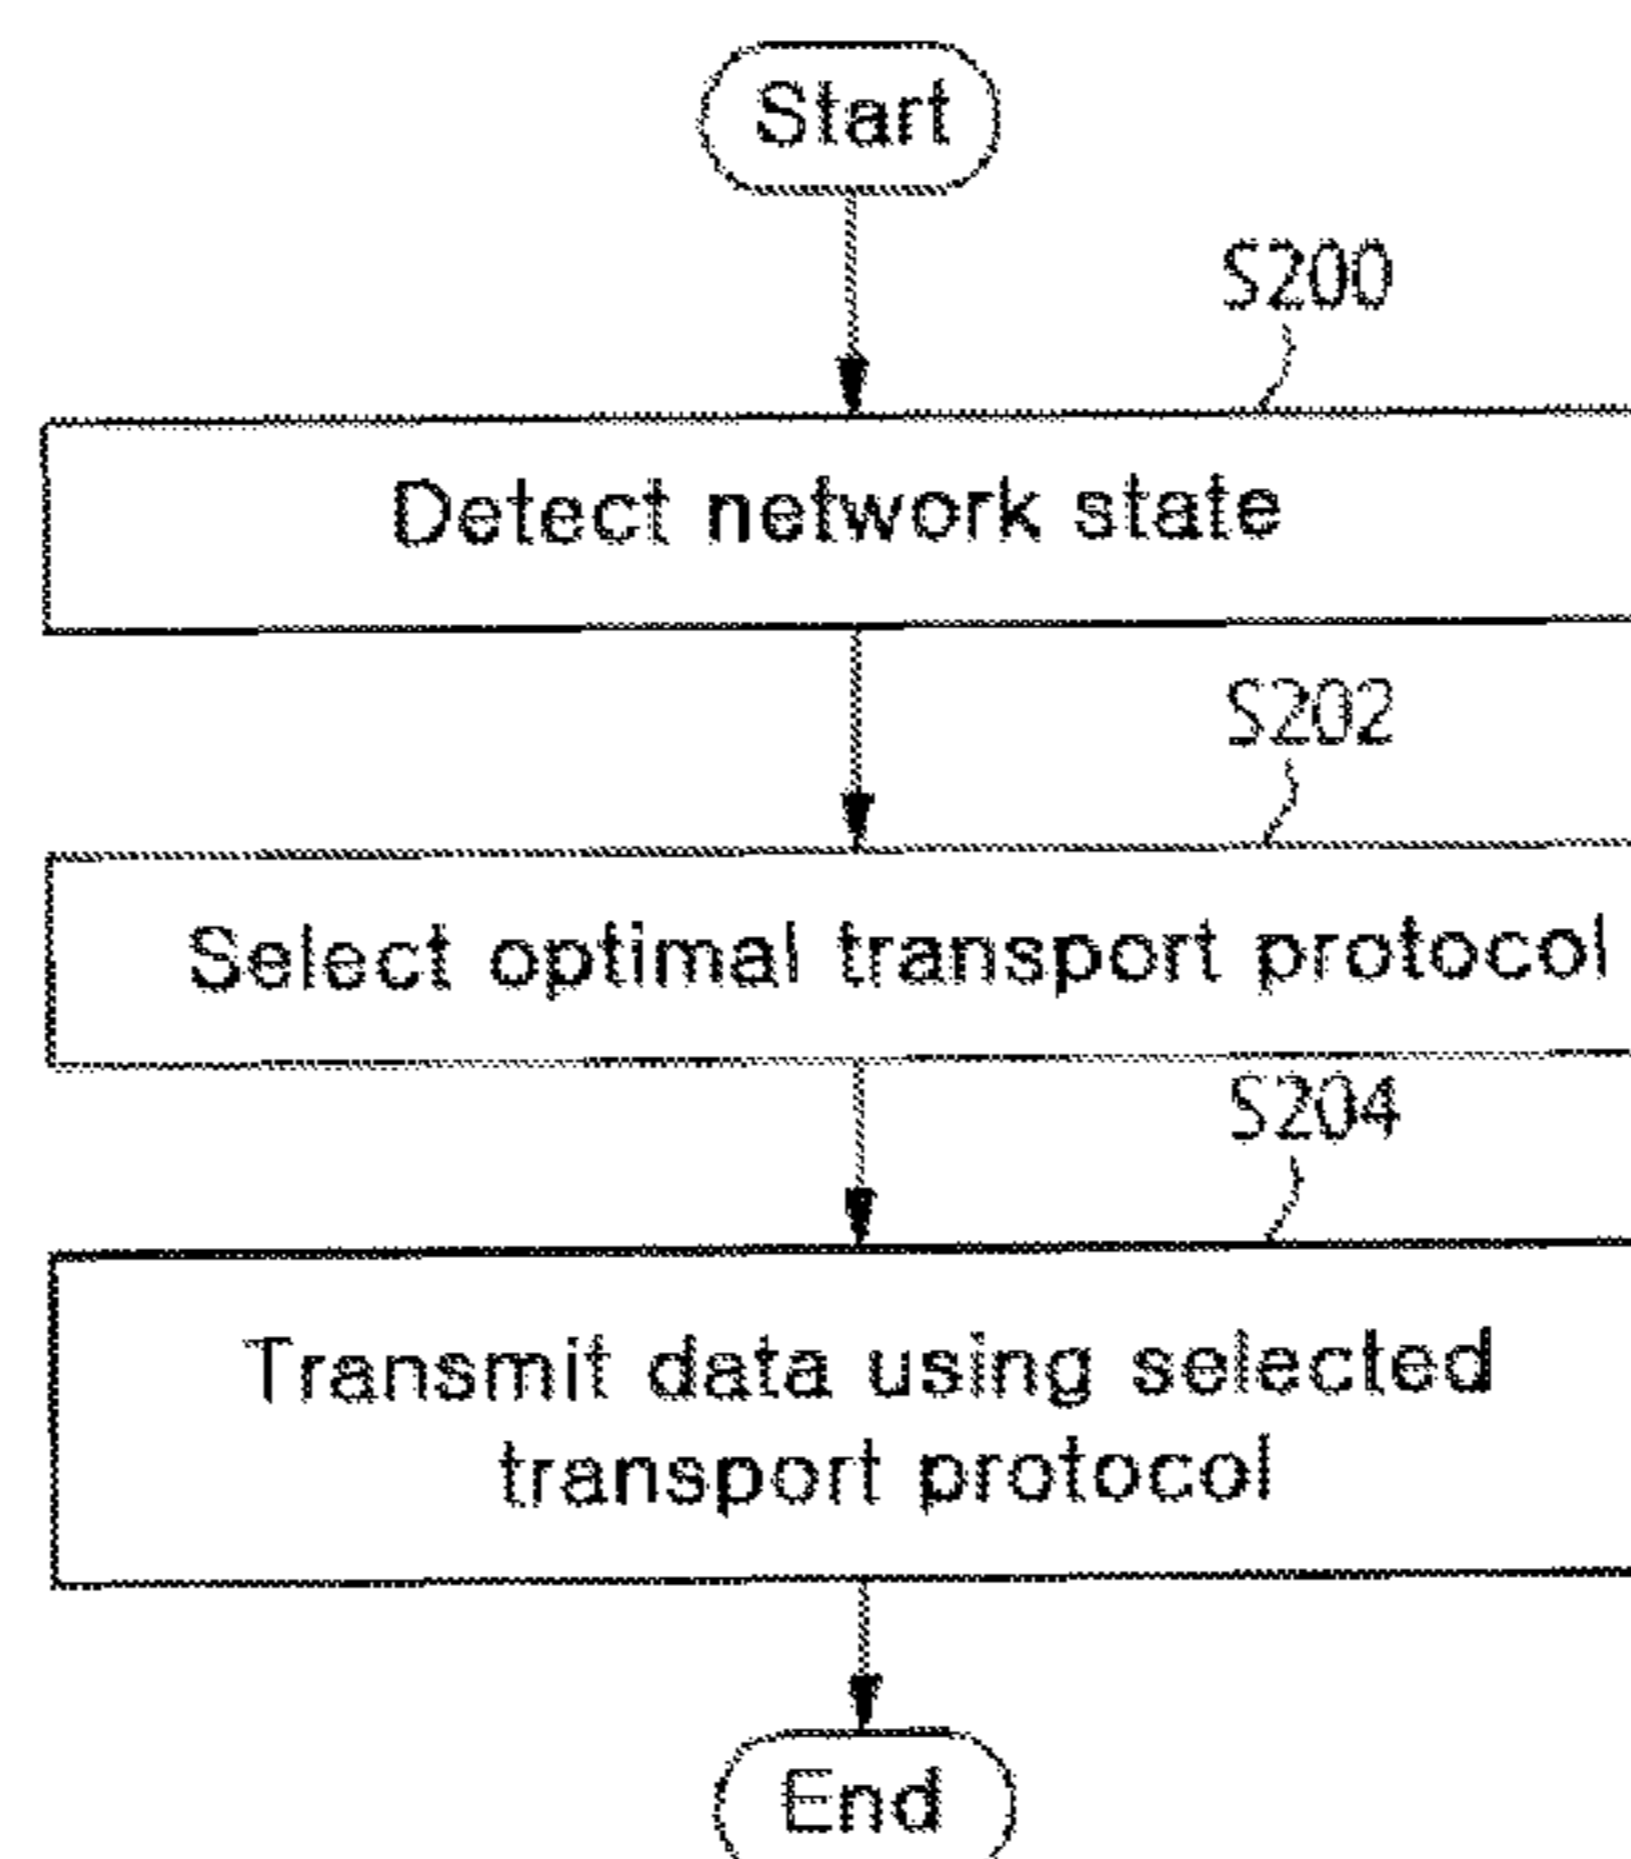 Start
S200
Detect network state
S202
Select optimal transport protocol
S204
Transmit data using selected
transport protocol
End